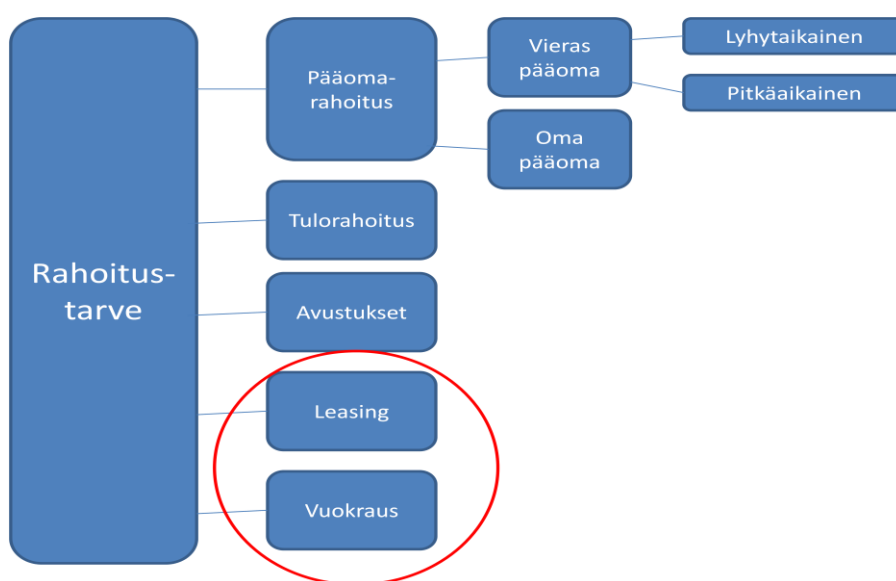 Rahoitus-
tarve
Pääoma-
rahoitus
Vieras
pääoma
Lyhytaikainen
Pitkäaikainen
Oma
pääoma
Tulorahoitus
Avustukset
Leasing
Vuokraus